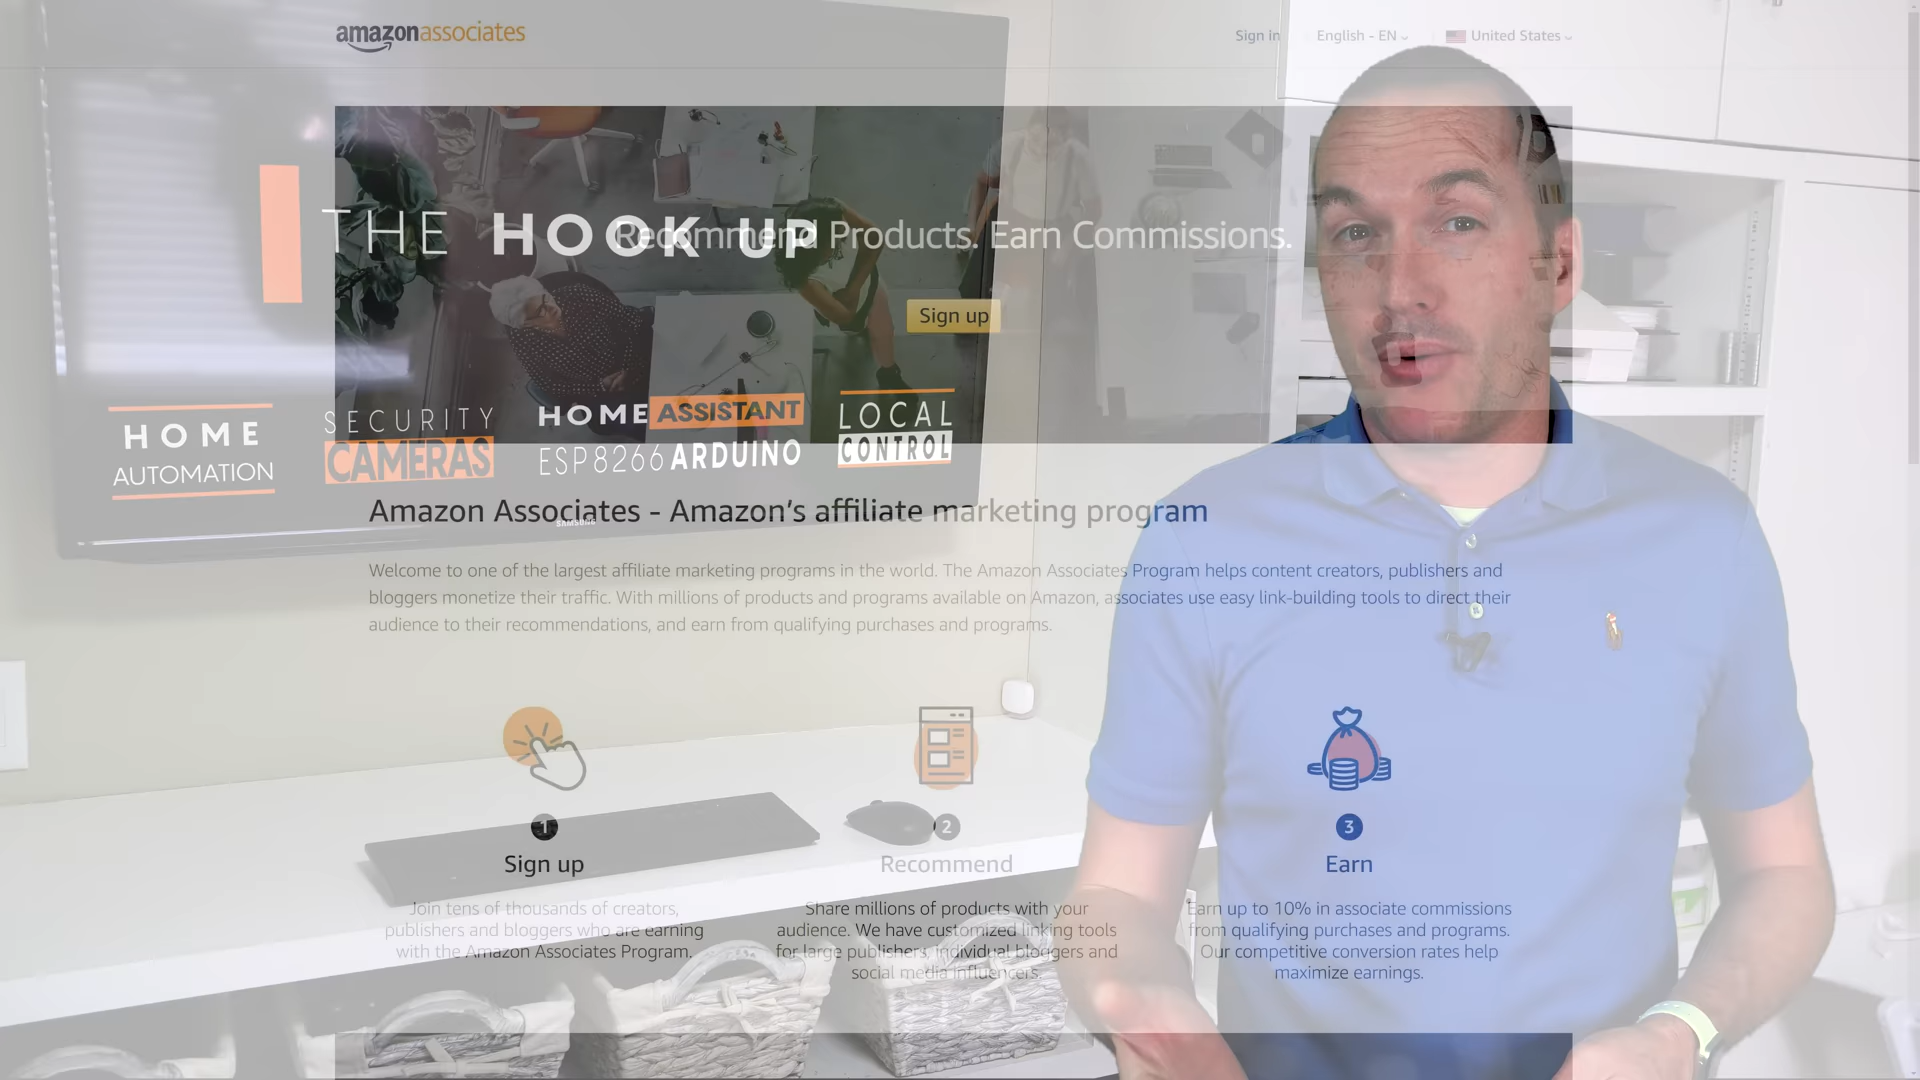 amazonassociates
Sign in
English - EN
United States
THE HOOK UP
Recommend Products. Earn Commissions.
Sign up
HOME
AUTOMATION
SECURITY
CAMERAS
HOME ASSISTANT
ESP8266 ARDUINO
LOCAL
CONTROL
SAMSUNG
Amazon Associates - Amazon’s affiliate marketing program
Welcome to one of the largest affiliate marketing programs in the world. The Amazon Associates Program helps content creators, publishers and
bloggers monetize their traffic. With millions of products and programs available on Amazon, associates use easy link-building tools to direct their
audience to their recommendations, and earn from qualifying purchases and programs.
1
Sign up
Join tens of thousands of creators,
publishers and bloggers who are earning
with the Amazon Associates Program.
2
Recommend
Share millions of products with your
audience. We have customized linking tools
for large publishers, individual bloggers and
social media influencers.
3
Earn
Earn up to 10% in associate commissions
from qualifying purchases and programs.
Our competitive conversion rates help
maximize earnings.